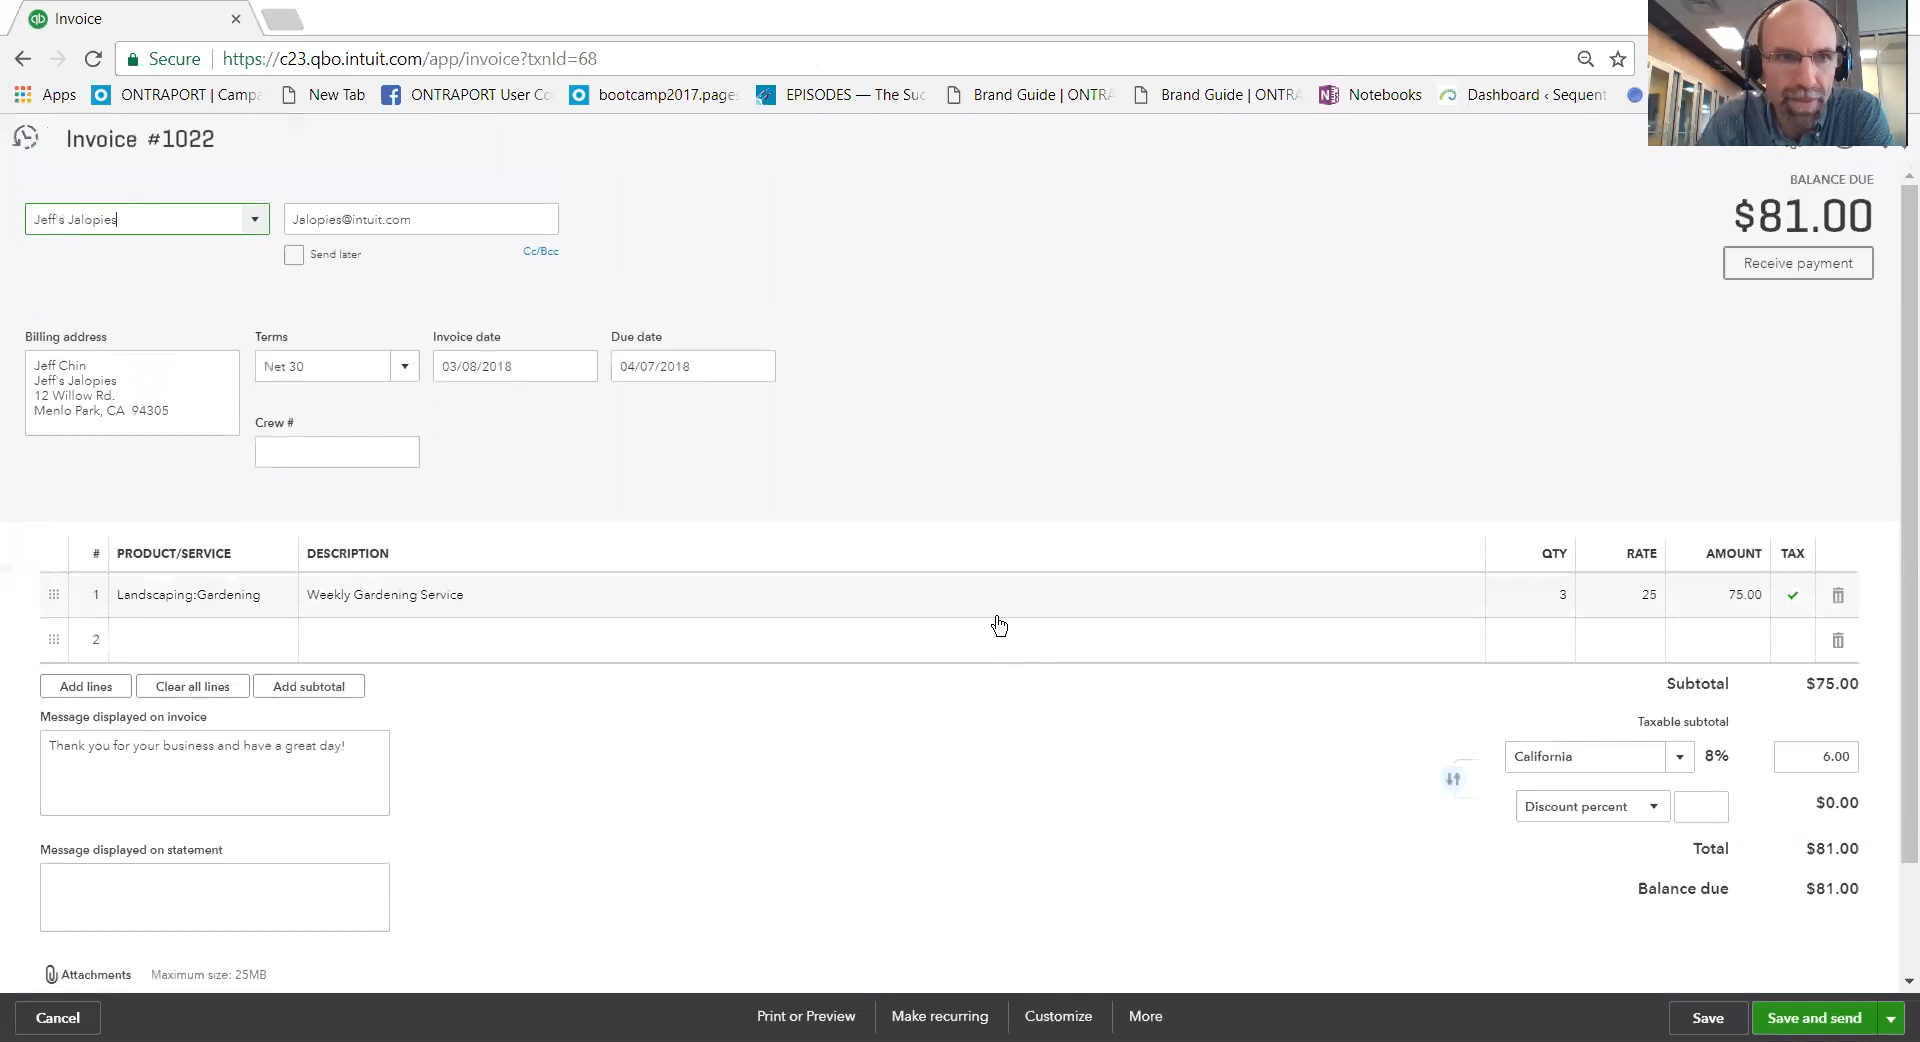 Invoice
Secure https://c23.qbo.intuit.com/app/invoice?txnId=68
Apps ONTRAPORT | Campa New Tab ONTRAPORT User Co bootcamp2017.pages EPISODES — The Suc Brand Guide | ONTRA Brand Guide | ONTRA Notebooks Dashboard ‹ Sequent
Invoice #1022
BALANCE DUE
$81.00
Receive payment
Jeff's Jalopies Jalopies@intuit.com
Send later Cc/Bcc
Billing address Terms Invoice date Due date
Jeff Chin
Jeff's Jalopies
12 Willow Rd.
Menlo Park, CA 94305
Net 30 03/08/2018 04/07/2018
Crew #
# PRODUCT/SERVICE DESCRIPTION QTY RATE AMOUNT TAX
1 Landscaping:Gardening Weekly Gardening Service 3 25 75.00
2
Add lines Clear all lines Add subtotal Subtotal $75.00
Message displayed on invoice Taxable subtotal
Thank you for your business and have a great day!
California 8% 6.00
Discount percent $0.00
Message displayed on statement Total $81.00
Balance due $81.00
Attachments Maximum size: 25MB
Cancel Print or Preview Make recurring Customize More Save Save and send